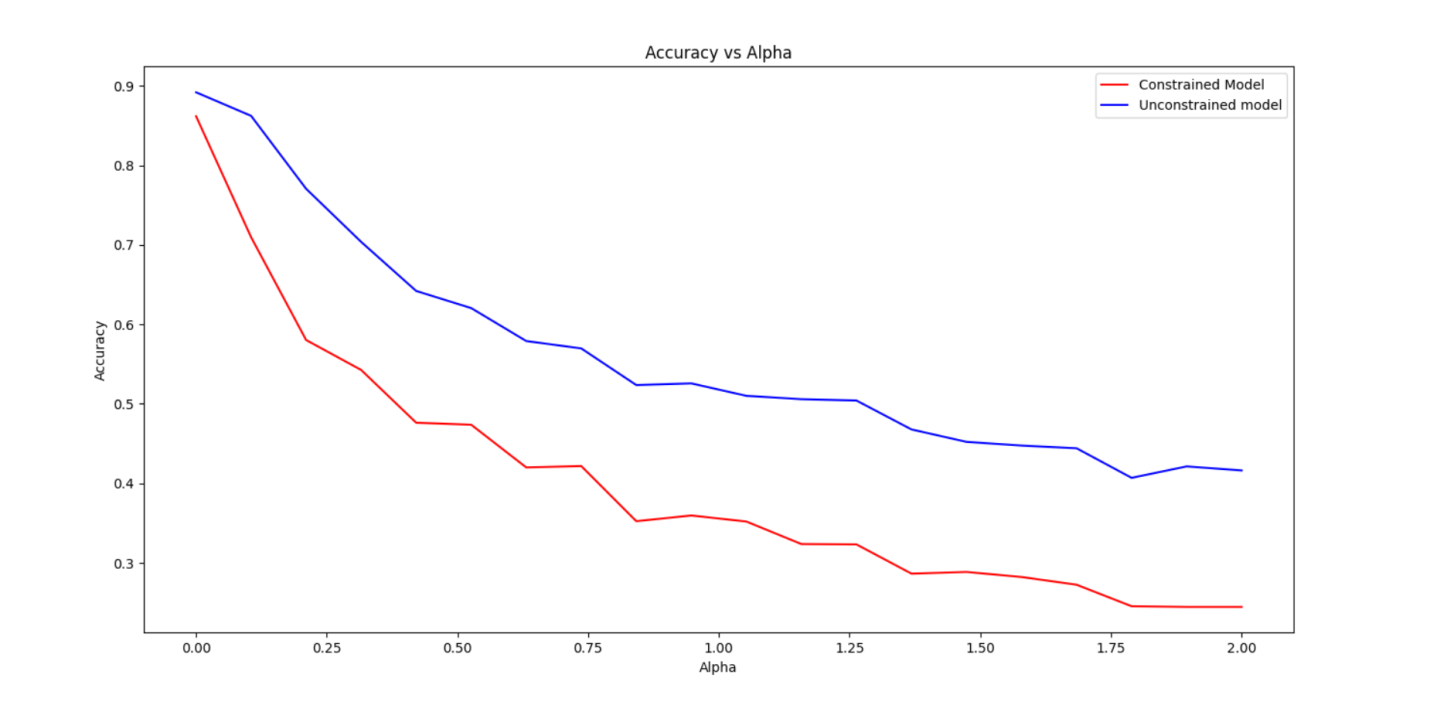 Accuracy vs Alpha
Constrained Model
Unconstrained model
Accuracy
0.9
0.8
0.7
0.6
0.5
0.4
0.3
0.00 0.25 0.50 0.75 1.00 1.25 1.50 1.75 2.00
Alpha